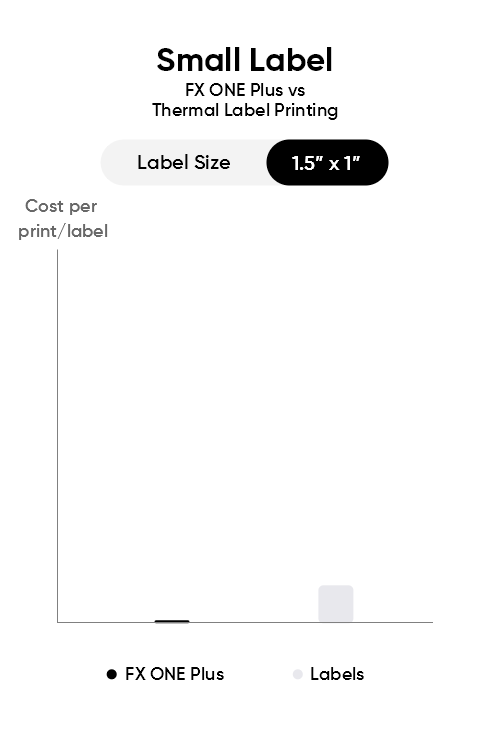 Small Label
FX ONE Plus vs
Thermal Label Printing
Label Size 1.5” x 1”
Cost per
print/label
FX ONE Plus Labels